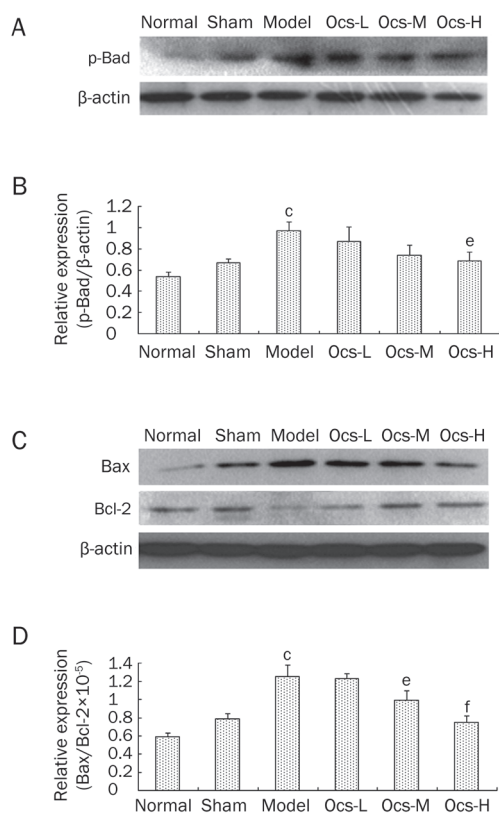 A
Normal Sham Model Ocs-L Ocs-M Ocs-H
p-Bad
β-actin
B
Relative expression
(p-Bad/β-actin)
1.2
1
0.8
0.6
0.4
0.2
0
c
e
Normal Sham Model Ocs-L Ocs-M Ocs-H
C
Normal Sham Model Ocs-L Ocs-M Ocs-H
Bax
Bcl-2
β-actin
D
Relative expression
(Bax/Bcl-2×10⁻⁵)
1.4
1.2
1
0.8
0.6
0.4
0.2
0
c
e
f
Normal Sham Model Ocs-L Ocs-M Ocs-H